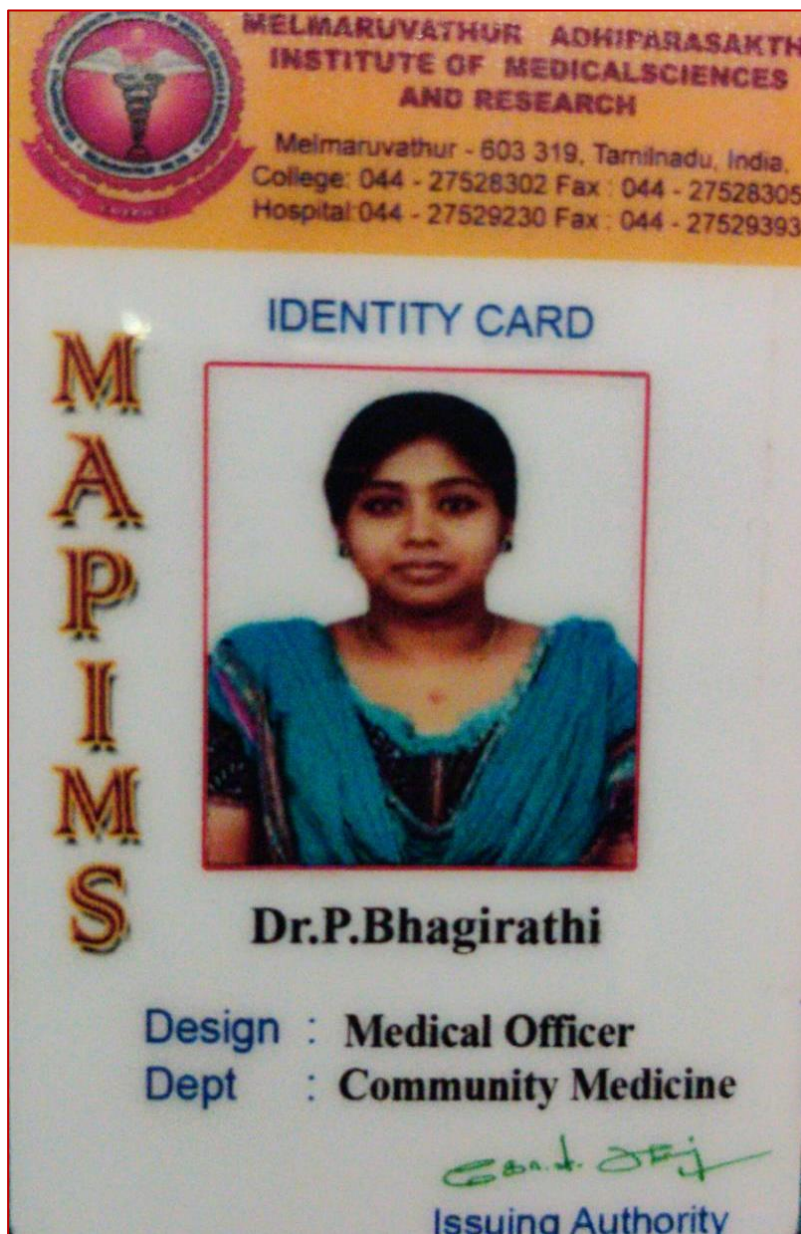 MELMARUVATHUR ADHIPARASAKTH
INSTITUTE OF MEDICALSCIENCES
AND RESEARCH
Melmaruvathur - 603 319, Tamilnadu, India.
College: 044 - 27528302 Fax : 044 - 27528305
Hospital:044 - 27529230 Fax : 044 - 27529393
IDENTITY CARD
MAPIMS
Dr.P.Bhagirathi
Design : Medical Officer
Dept : Community Medicine
Issuing Authority